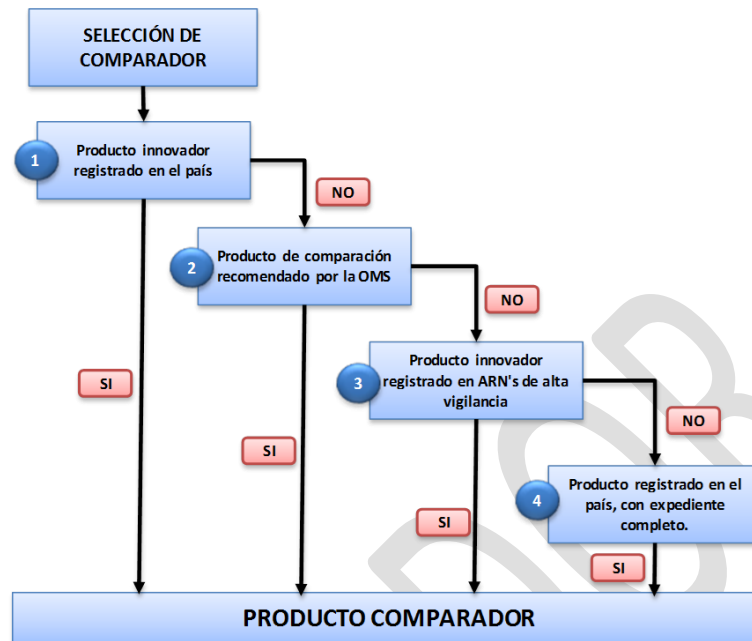 SELECCIÓN DE
COMPARADOR
1
Producto innovador
registrado en el país
NO
2
Producto de comparación
recomendado por la OMS
NO
3
Producto innovador
registrado en ARN's de alta
vigilancia
SI
NO
SI
4
Producto registrado en el
país, con expediente
completo.
SI
SI
PRODUCTO COMPARADOR